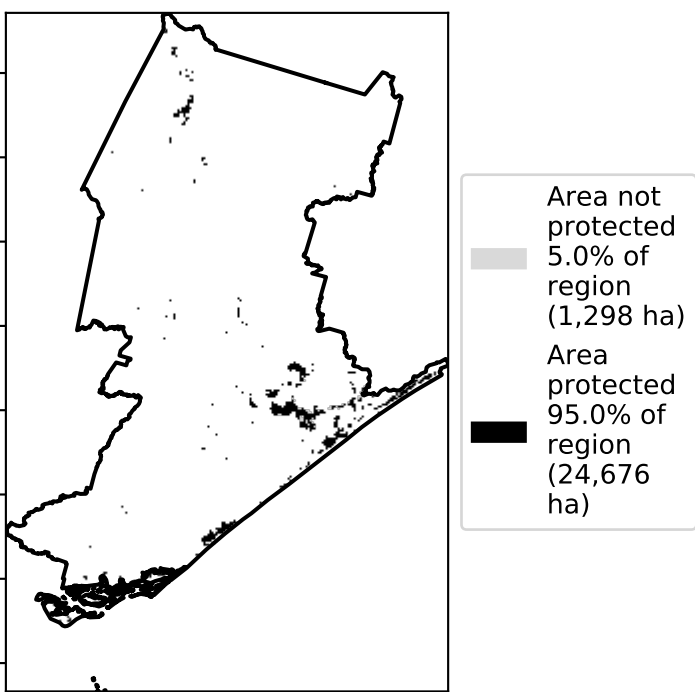 Area not
protected
5.0% of
region
(1,298 ha)
Area
protected
95.0% of
region
(24,676
ha)